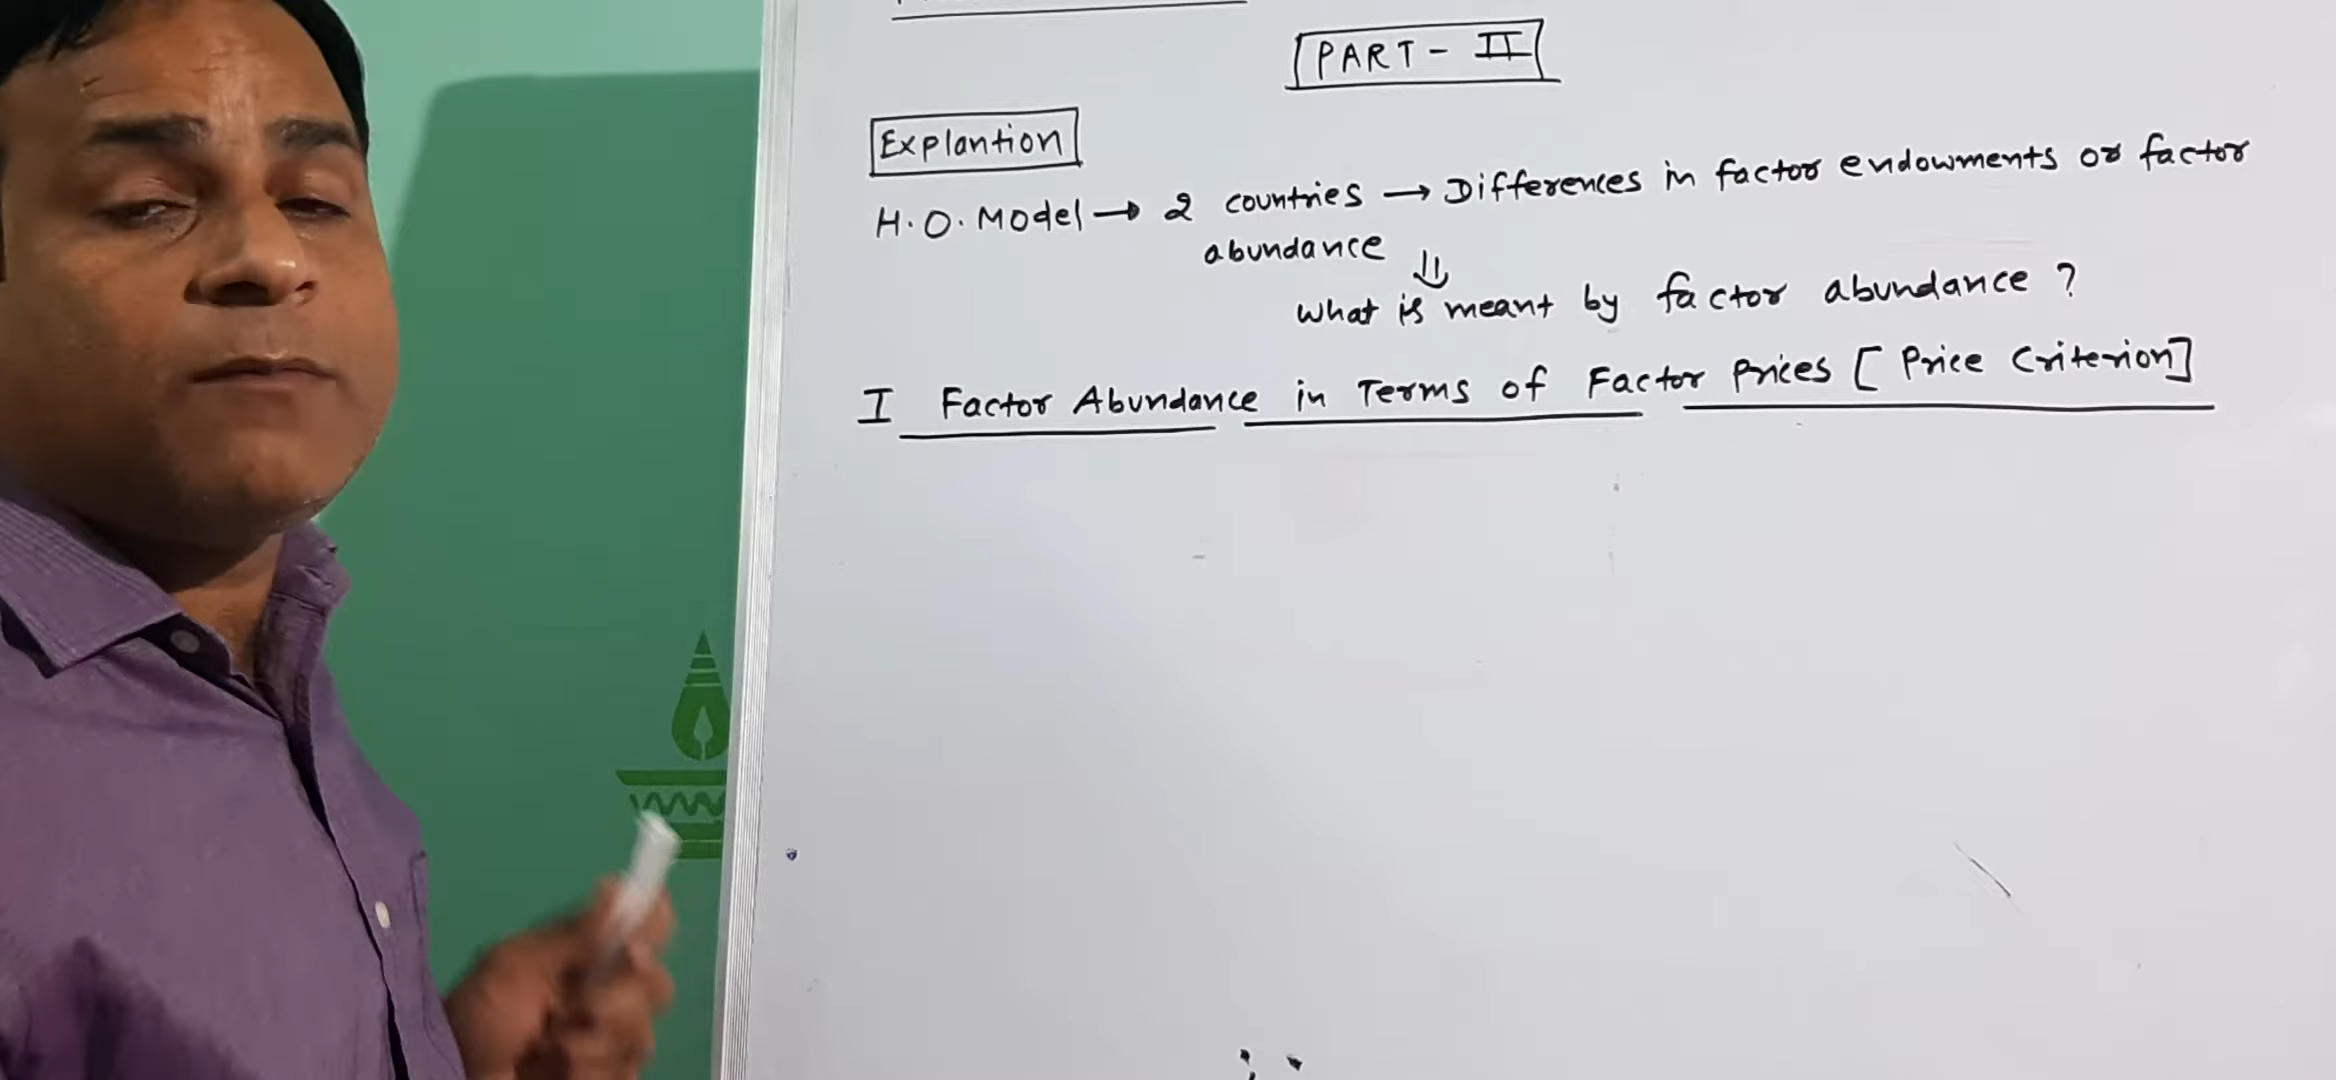 PART - II
Explantion
H.O. Model → 2 countries → Differences in factor endowments or factor
abundance ⇓
what is meant by factor abundance ?
I Factor Abundance in Terms of Factor Prices [ Price Criterion]